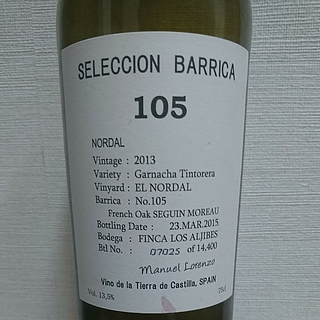 SELECCION BARRICA
105
NORDAL
Vintage : 2013
Variety : Garnacha Tintorera
Vinyard : EL NORDAL
Barrica : No.105
French Oak SEGUIN MOREAU
Bottling Date : 23.MAR.2015
Bodega : FINCA LOS ALJIBES
Btl No. : 07025 of 14,400
Manuel Lorenzo
Vino de la Tierra de Castilla, SPAIN
Vol. 13,5% 75cl